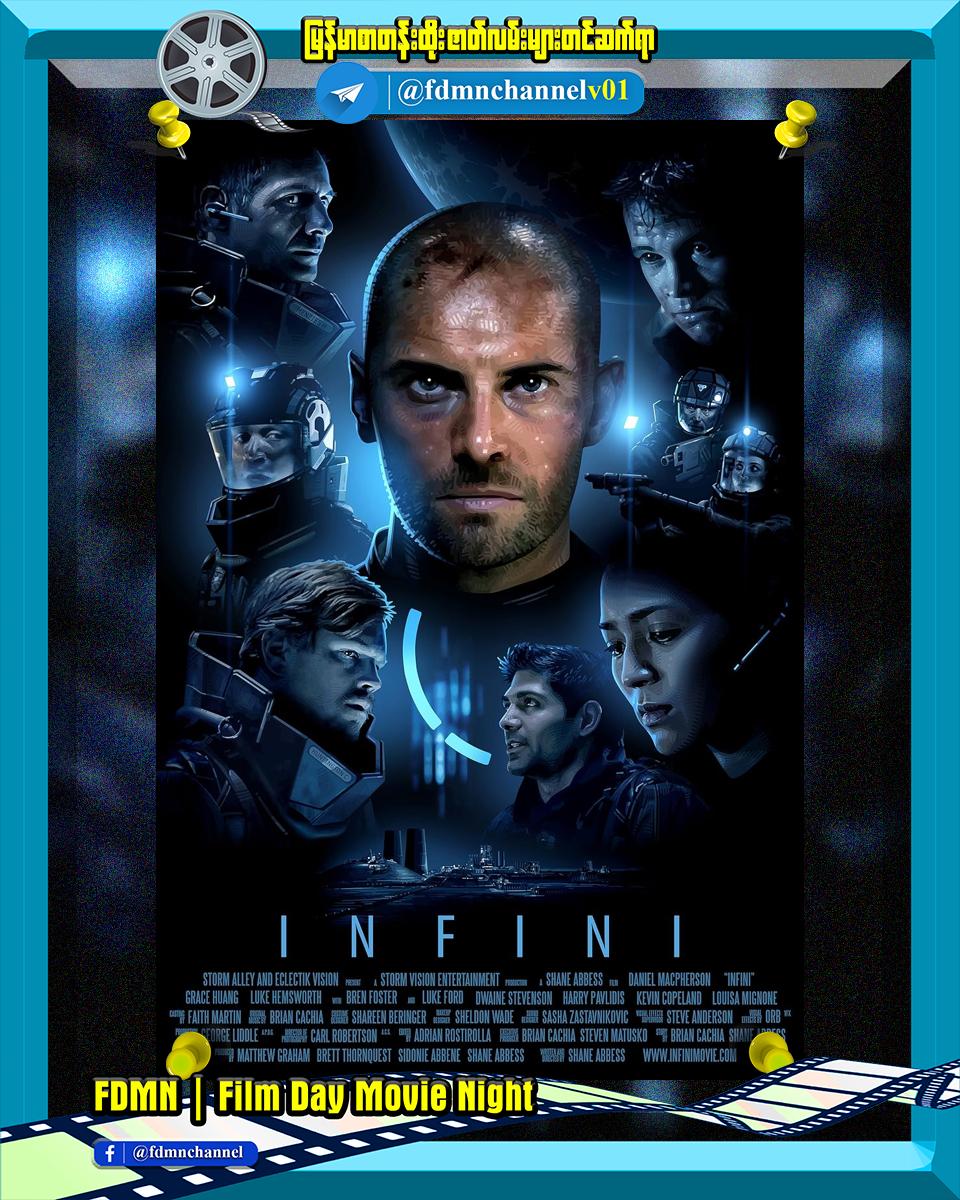 မြန်မာစာတန်းထိုးဇာတ်လမ်းများတင်ဆက်ရာ
@fdmnchannelv01
INFINI
STORM ALLEY AND ECLECTIK VISION PRESENT A STORM VISION ENTERTAINMENT PRODUCTION A SHANE ABBESS FILM DANIEL MACPHERSON "INFINI"
GRACE HUANG LUKE HEMSWORTH WITH BREN FOSTER AND LUKE FORD DWAINE STEVENSON HARRY PAVLIDIS KEVIN COPELAND LOUISA MIGNONE
CASTING BY FAITH MARTIN BRIAN CACHIA SHAREEN BERINGER SHELDON WADE SASHA ZASTAVNIKOVIC STEVE ANDERSON ORB
GEORGE LIDDLE CARL ROBERTSON ADRIAN ROSTIROLLA BRIAN CACHIA STEVEN MATUSKO STORY BY BRIAN CACHIA SHANE ABBESS
MATTHEW GRAHAM BRETT THORNQUEST SIDONIE ABBENE SHANE ABBESS SHANE ABBESS WWW.INFINIMOVIE.COM
FDMN | Film Day Movie Night
@fdmnchannel